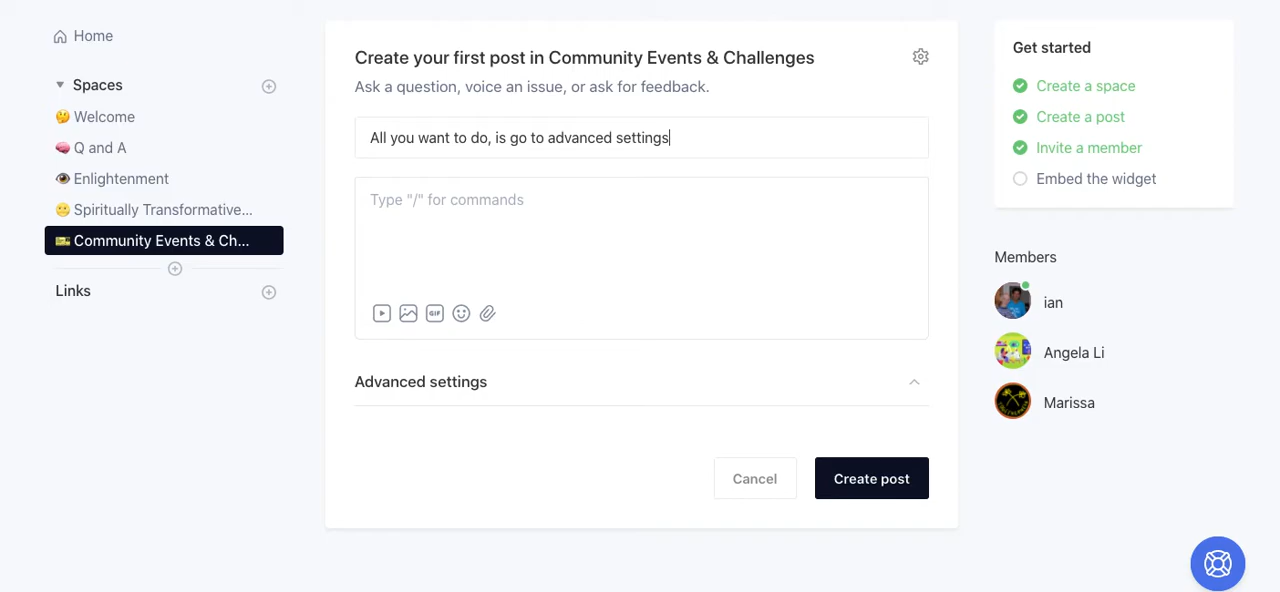 Home
Spaces
Welcome
Q and A
Enlightenment
Spiritually Transformative...
Community Events & Ch...
Links
Create your first post in Community Events & Challenges
Ask a question, voice an issue, or ask for feedback.
All you want to do, is go to advanced settings
Type "/" for commands
GIF
Advanced settings
Cancel
Create post
Get started
Create a space
Create a post
Invite a member
Embed the widget
Members
ian
Angela Li
Marissa